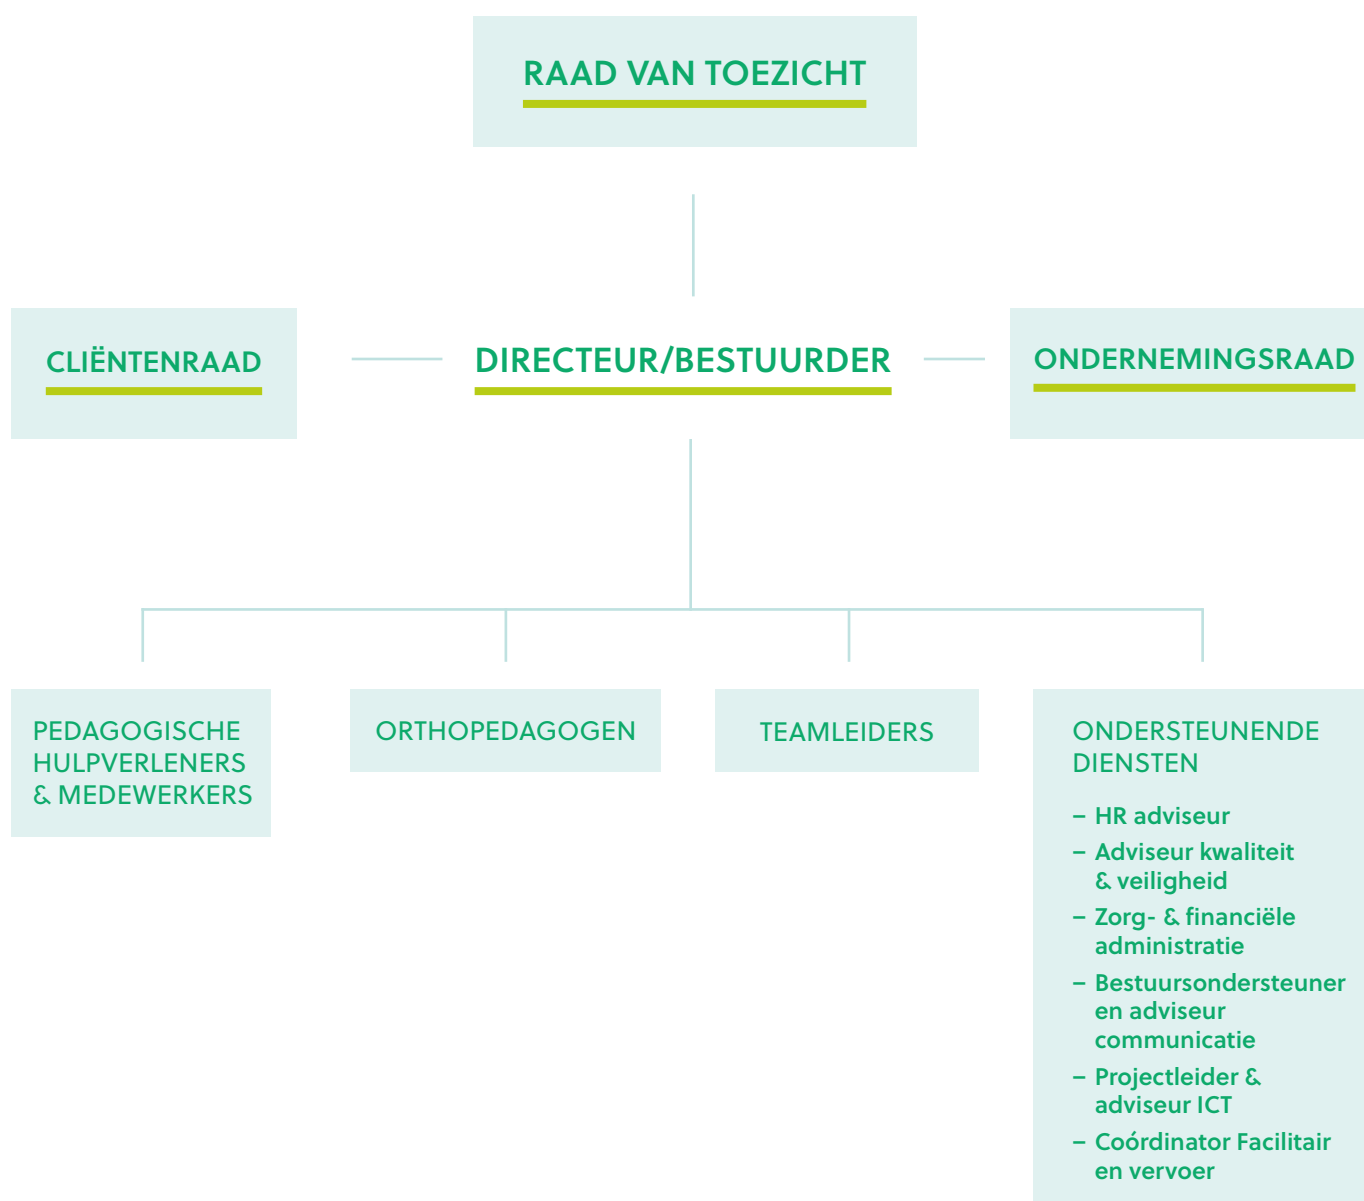 RAAD VAN TOEZICHT
CLIËNTENRAAD
DIRECTEUR/BESTUURDER
ONDERNEMINGSRAAD
PEDAGOGISCHE
HULPVERLENERS
& MEDEWERKERS
ORTHOPEDAGOGEN
TEAMLEIDERS
ONDERSTEUNENDE
DIENSTEN
– HR adviseur
– Adviseur kwaliteit
& veiligheid
– Zorg- & financiële
administratie
– Bestuursondersteuner
en adviseur
communicatie
– Projectleider &
adviseur ICT
– Coórdinator Facilitair
en vervoer